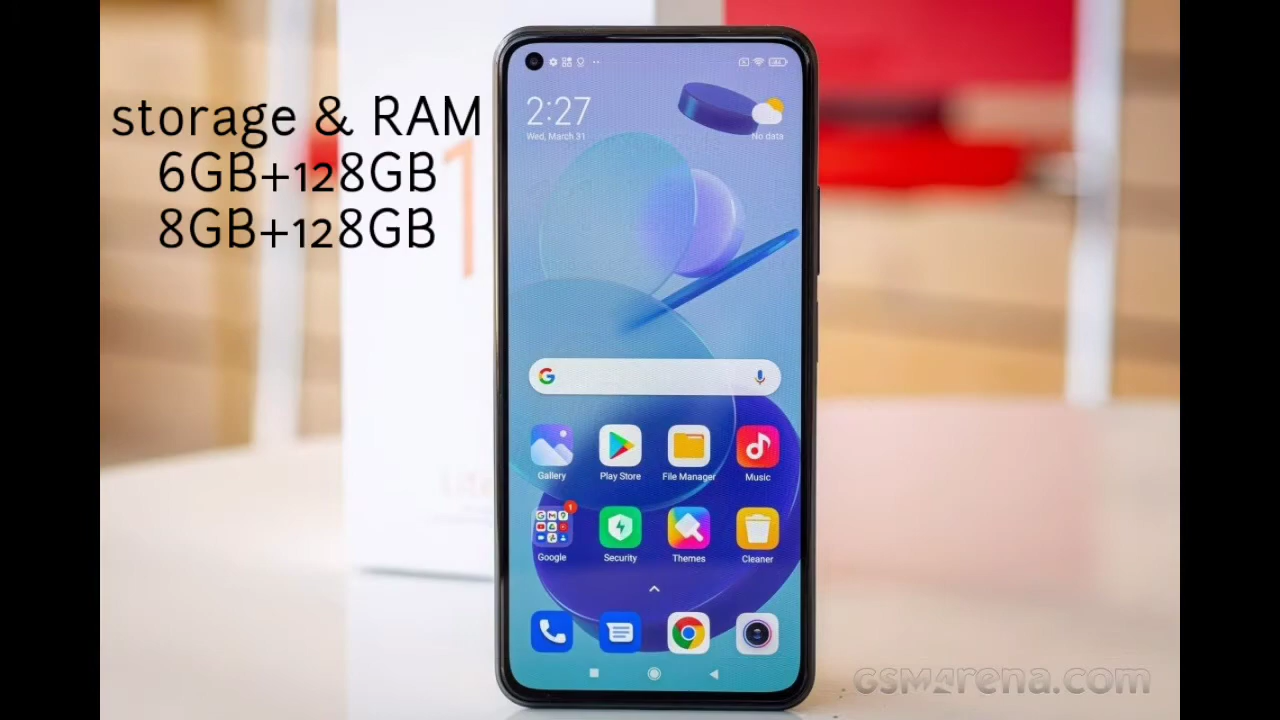 storage & RAM
6GB+128GB
8GB+128GB
2:27
Wed, March 31
No data
Gallery
Play Store
File Manager
Music
1
Google
Security
Themes
Cleaner
GSMArena.com